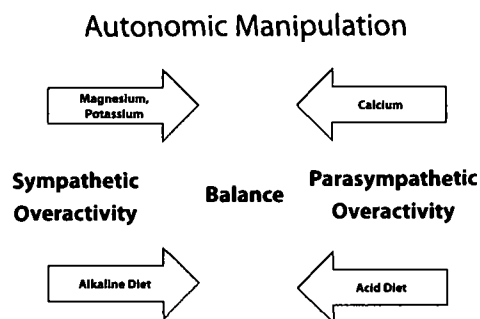 Autonomic Manipulation
Magnesium,
Potassium
Calcium
Sympathetic
Overactivity
Balance
Parasympathetic
Overactivity
Alkaline Diet
Acid Diet